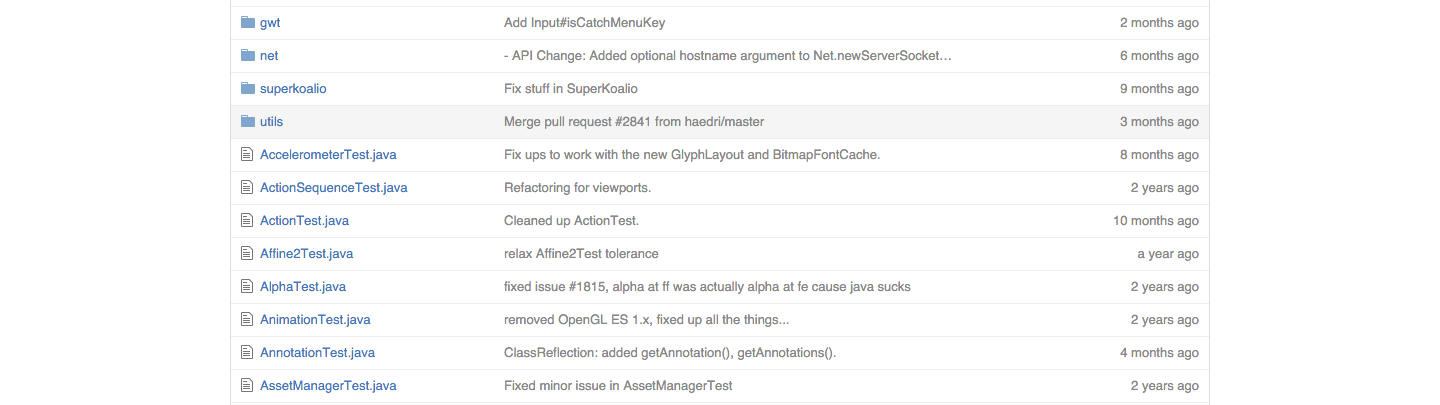 gwt Add Input#isCatchMenuKey 2 months ago
net - API Change: Added optional hostname argument to Net.newServerSocket… 6 months ago
superkoalio Fix stuff in SuperKoalio 9 months ago
utils Merge pull request #2841 from haedri/master 3 months ago
AccelerometerTest.java Fix ups to work with the new GlyphLayout and BitmapFontCache. 8 months ago
ActionSequenceTest.java Refactoring for viewports. 2 years ago
ActionTest.java Cleaned up ActionTest. 10 months ago
Affine2Test.java relax Affine2Test tolerance a year ago
AlphaTest.java fixed issue #1815, alpha at ff was actually alpha at fe cause java sucks 2 years ago
AnimationTest.java removed OpenGL ES 1.x, fixed up all the things... 2 years ago
AnnotationTest.java ClassReflection: added getAnnotation(), getAnnotations(). 4 months ago
AssetManagerTest.java Fixed minor issue in AssetManagerTest 2 years ago